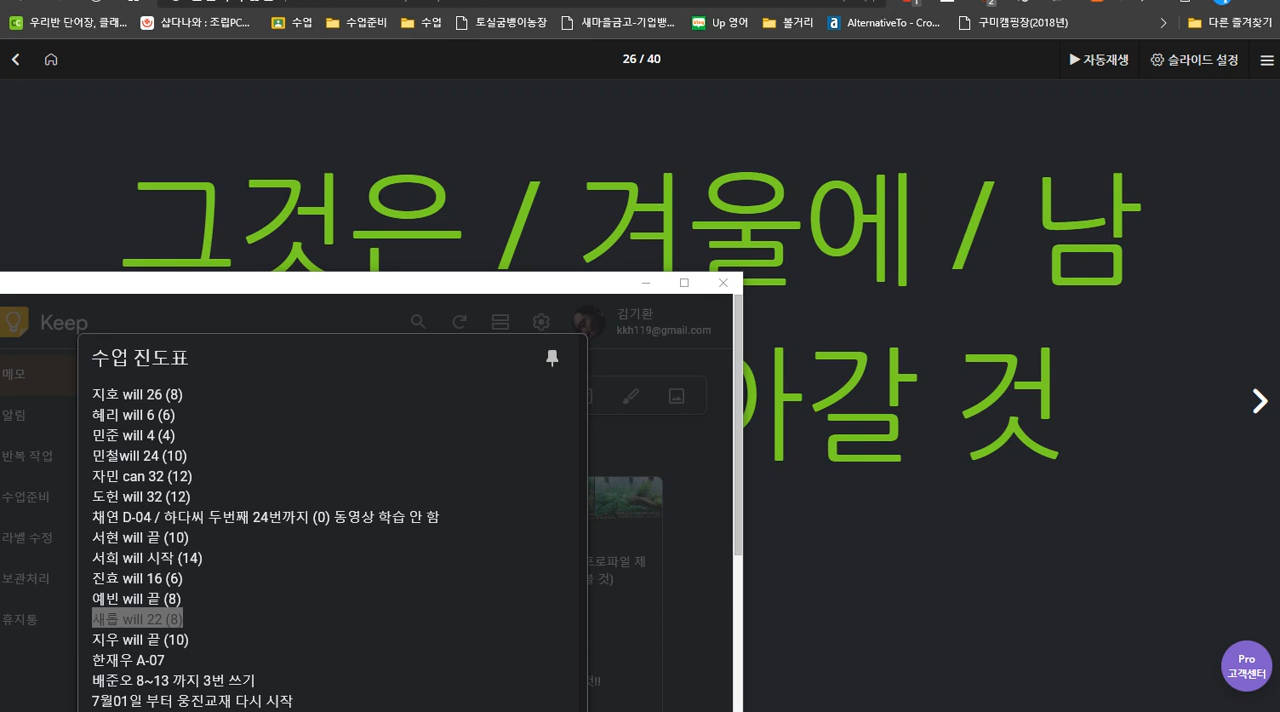 우리반 단어장, 클래... 샵다나와 : 조립PC... 수업 수업준비 수업 토실굼뱅이농장 새마을금고-기업뱅... Up 영어 볼거리 AlternativeTo - Cro... 구미캠핑장(2018년) 다른 즐겨찾기
26 / 40 자동재생 슬라이드 설정
그것은 / 겨울에 / 남
아갈 것
Keep
김기환
kkh119@gmail.com
메모
알림
반복 작업
수업준비
라벨 수정
보관처리
휴지통
수업 진도표
지호 will 26 (8)
혜리 will 6 (6)
민준 will 4 (4)
민철will 24 (10)
자민 can 32 (12)
도헌 will 32 (12)
채연 D-04 / 하다씨 두번째 24번까지 (0) 동영상 학습 안 함
서현 will 끝 (10)
서희 will 시작 (14)
진효 will 16 (6)
예빈 will 끝 (8)
새롭 will 22 (8)
지우 will 끝 (10)
한재우 A-07
배준오 8~13 까지 3번 쓰기
7월01일 부터 웅진교재 다시 시작
프로파일 제
것)
것!!
Pro
고객센터